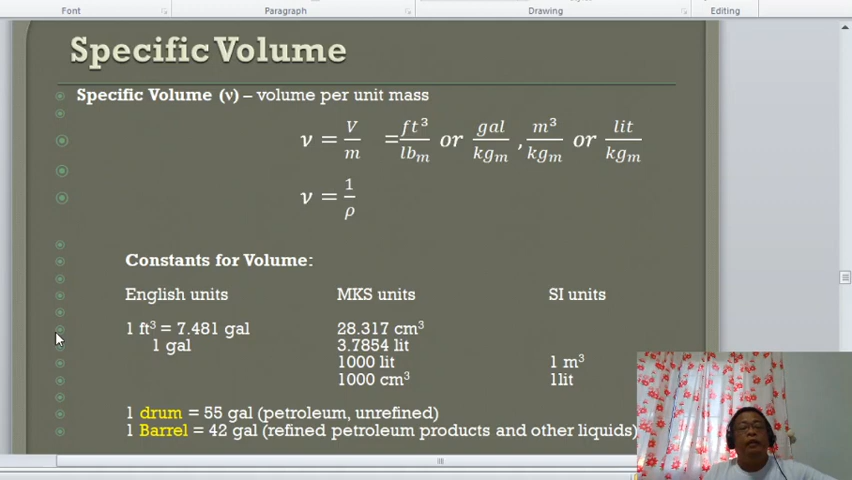 Font Paragraph Drawing Editing
Specific Volume
Specific Volume (ν) – volume per unit mass
ν = V/m = ft³/lbₘ or gal/kgₘ , m³/kgₘ or lit/kgₘ
ν = 1/ρ
Constants for Volume:
English units MKS units SI units
1 ft³ = 7.481 gal 28.317 cm³
1 gal 3.7854 lit
1000 lit 1 m³
1000 cm³ 1lit
1 drum = 55 gal (petroleum, unrefined)
1 Barrel = 42 gal (refined petroleum products and other liquids)